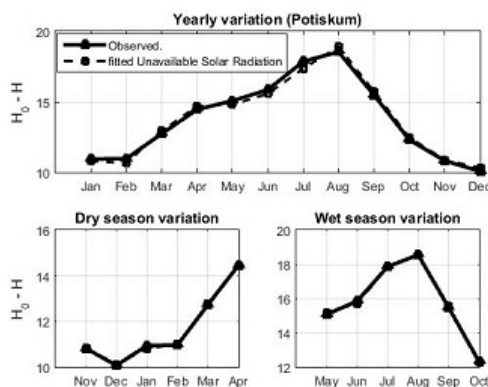 Yearly variation (Potiskum)
20
15
10
H0 - H
Observed.
fitted Unavailable Solar Radiation
Jan Feb Mar Apr May Jun Jul Aug Sep Oct Nov Dec
Dry season variation
16
14
12
10
H0 - H
Nov Dec Jan Feb Mar Apr
Wet season variation
18
16
14
12
May Jun Jul Aug Sep Oct